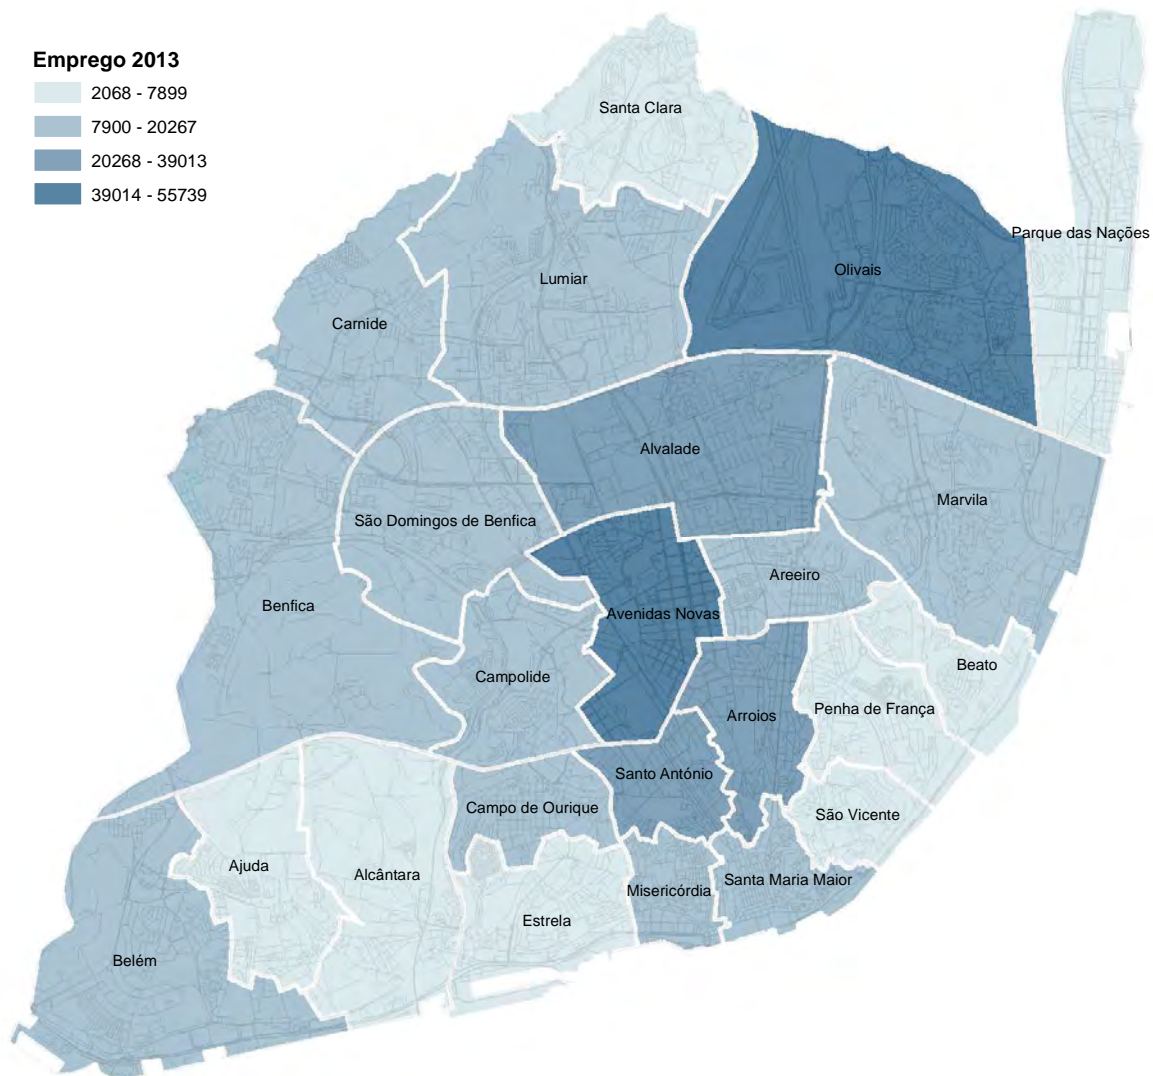 Emprego 2013
2068 - 7899
7900 - 20267
20268 - 39013
39014 - 55739
Santa Clara
Parque das Nações
Olivais
Lumiar
Carnide
Alvalade
Marvila
São Domingos de Benfica
Areeiro
Benfica
Avenidas Novas
Beato
Campolide
Penha de França
Arroios
Santo António
Campo de Ourique
São Vicente
Ajuda
Alcântara
Santa Maria Maior
Misericórdia
Estrela
Belém